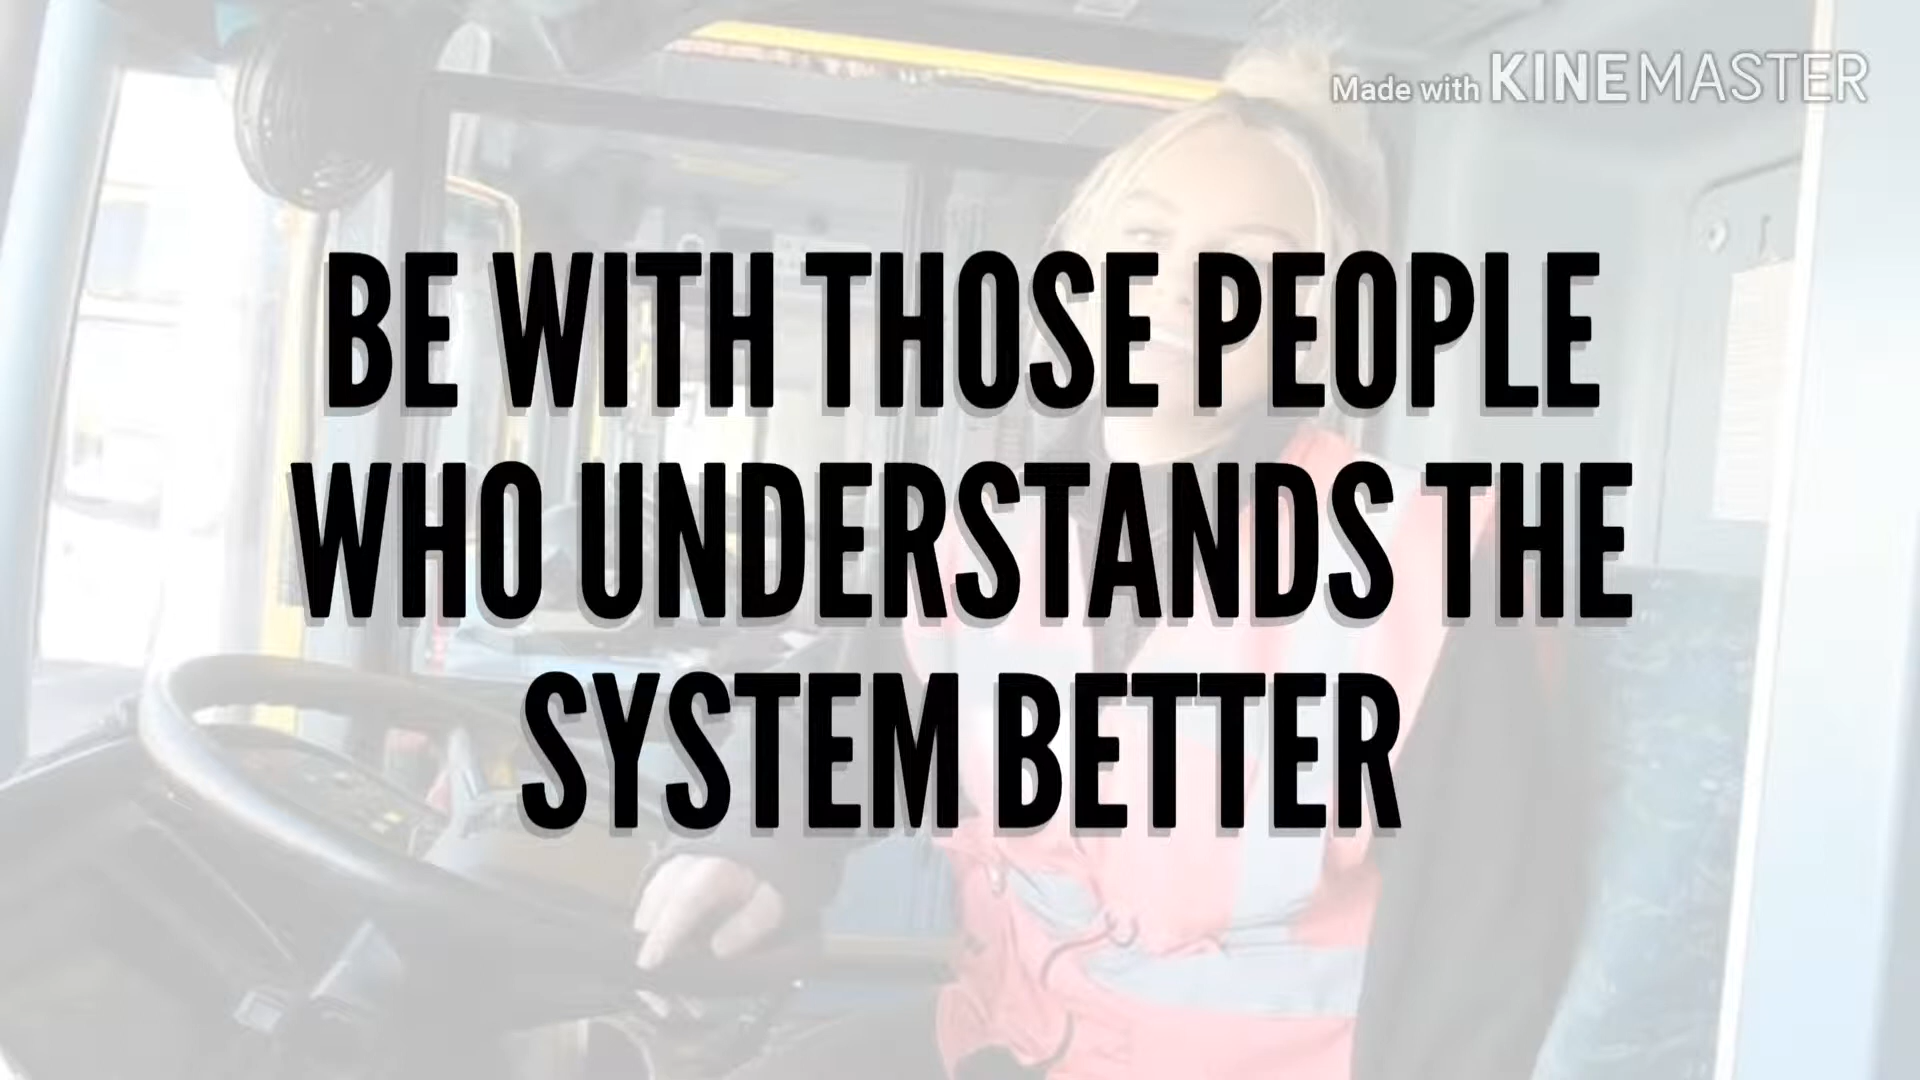 Made with KINEMASTER
BE WITH THOSE PEOPLE
WHO UNDERSTANDS THE
SYSTEM BETTER